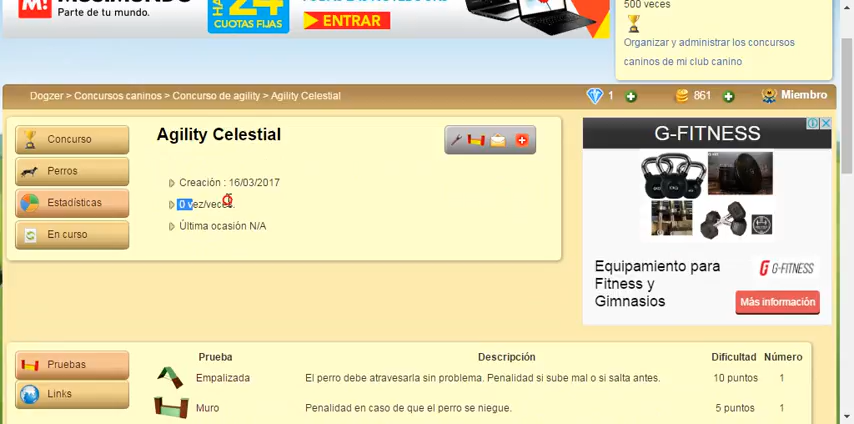 Parte de tu mundo.
24
CUOTAS FIJAS
ENTRAR
500 veces
Organizar y administrar los concursos
caninos de mi club canino
Dogzer > Concursos caninos > Concurso de agility > Agility Celestial
1
861
Miembro
Concurso
Perros
Estadísticas
En curso
Agility Celestial
Creación : 16/03/2017
0 vez/veces.
Última ocasión N/A
G-FITNESS
Equipamiento para
Fitness y
Gimnasios
G-FITNESS
Más información
Pruebas
Links
Prueba Descripción Dificultad Número
Empalizada El perro debe atravesarla sin problema. Penalidad si sube mal o si salta antes. 10 puntos 1
Muro Penalidad en caso de que el perro se niegue. 5 puntos 1